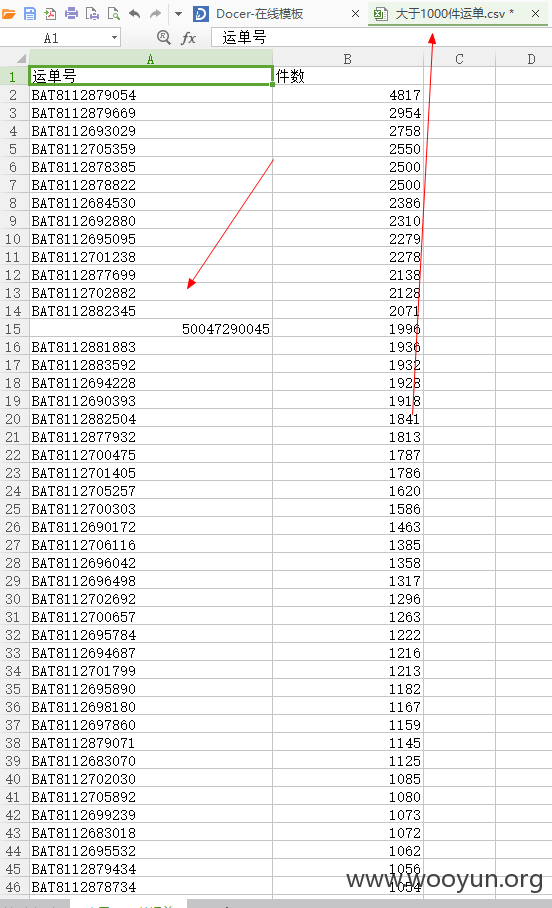 Docer-在线模板
大于1000件运单.csv *
A1
fx
运单号
A B C D
1 运单号 件数
2 BAT8112879054 4817
3 BAT8112879669 2954
4 BAT8112693029 2758
5 BAT8112705359 2550
6 BAT8112878385 2500
7 BAT8112878822 2500
8 BAT8112684530 2386
9 BAT8112692880 2310
10 BAT8112695095 2279
11 BAT8112701238 2278
12 BAT8112877699 2138
13 BAT8112702882 2128
14 BAT8112882345 2071
15 50047290045 1996
16 BAT8112881883 1936
17 BAT8112883592 1932
18 BAT8112694228 1928
19 BAT8112690393 1918
20 BAT8112882504 1841
21 BAT8112877932 1813
22 BAT8112700475 1787
23 BAT8112701405 1786
24 BAT8112705257 1620
25 BAT8112700303 1586
26 BAT8112690172 1463
27 BAT8112706116 1385
28 BAT8112696042 1358
29 BAT8112696498 1317
30 BAT8112702692 1296
31 BAT8112700657 1263
32 BAT8112695784 1222
33 BAT8112694687 1216
34 BAT8112701799 1213
35 BAT8112695890 1182
36 BAT8112698180 1167
37 BAT8112697860 1159
38 BAT8112879071 1145
39 BAT8112683070 1125
40 BAT8112702030 1085
41 BAT8112705892 1080
42 BAT8112699239 1073
43 BAT8112683018 1072
44 BAT8112695532 1062
45 BAT8112879434 1056
46 BAT8112878734 1054
www.wooyun.org